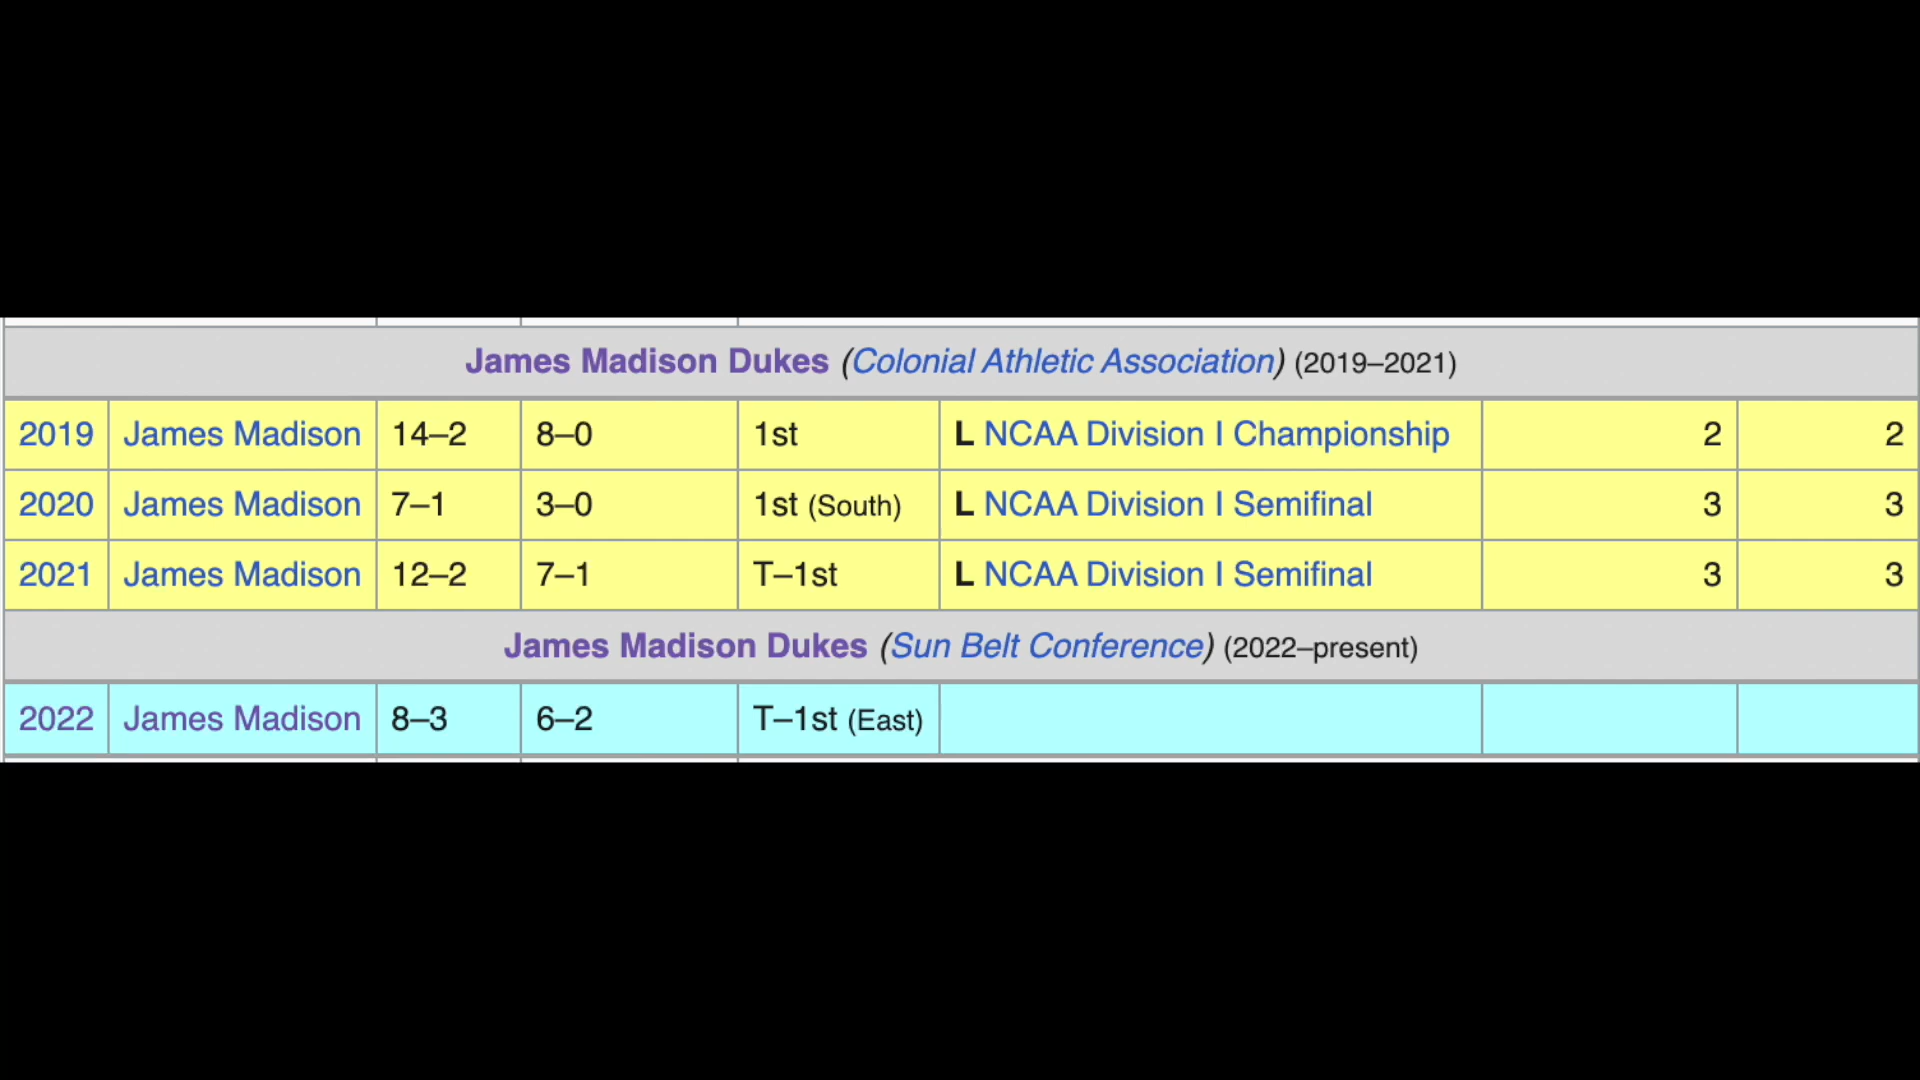 James Madison Dukes (Colonial Athletic Association) (2019–2021)
2019 James Madison 14–2 8–0 1st L NCAA Division I Championship 2 2
2020 James Madison 7–1 3–0 1st (South) L NCAA Division I Semifinal 3 3
2021 James Madison 12–2 7–1 T–1st L NCAA Division I Semifinal 3 3
James Madison Dukes (Sun Belt Conference) (2022–present)
2022 James Madison 8–3 6–2 T–1st (East)